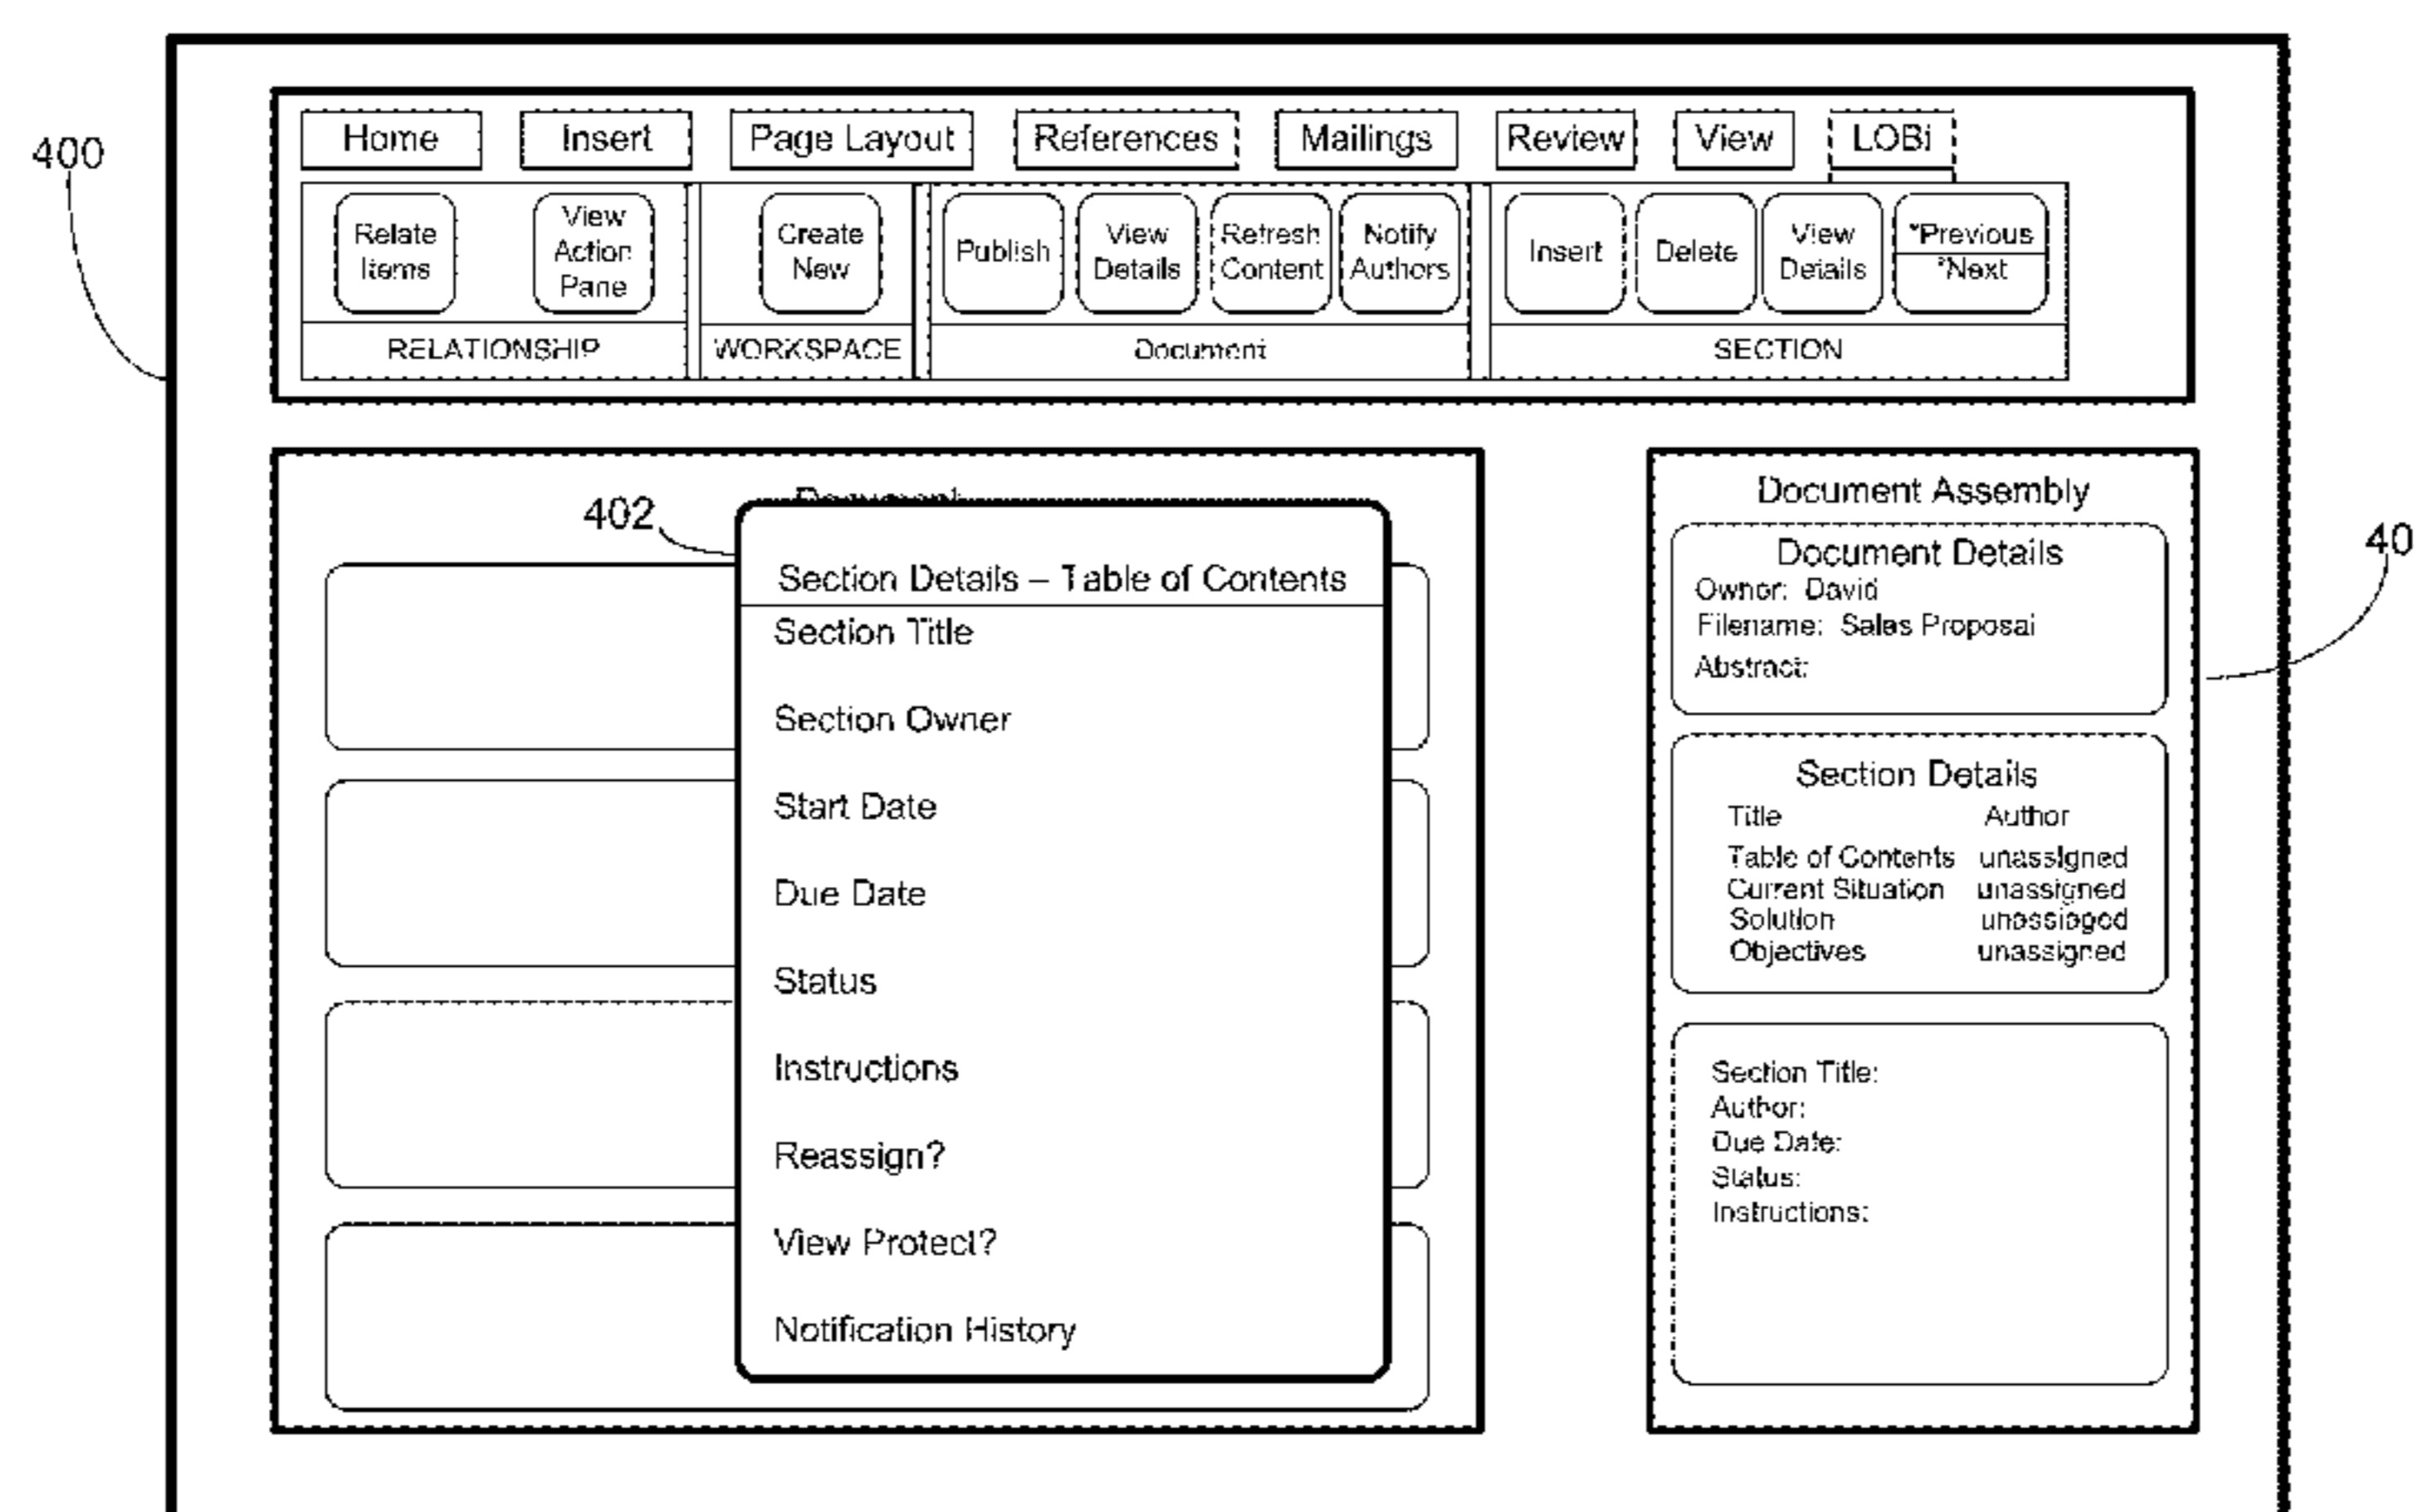 400
Home Insert Page Layout References Mailings Review View LOBi
Relate Items
View Action Pane
Create New
Publish
View Details
Refresh Content
Notify Authors
Insert
Delete
View Details
*Previous
*Next
RELATIONSHIP WORKSPACE Document SECTION
402
Section Details – Table of Contents
Section Title
Section Owner
Start Date
Due Date
Status
Instructions
Reassign?
View Protect?
Notification History
40
Document Assembly
Document Details
Owner: David
Filename: Sales Proposal
Abstract:
Section Details
Title Author
Table of Contents unassigned
Current Situation unassigned
Solution unassigned
Objectives unassigned
Section Title:
Author:
Due Date:
Status:
Instructions: